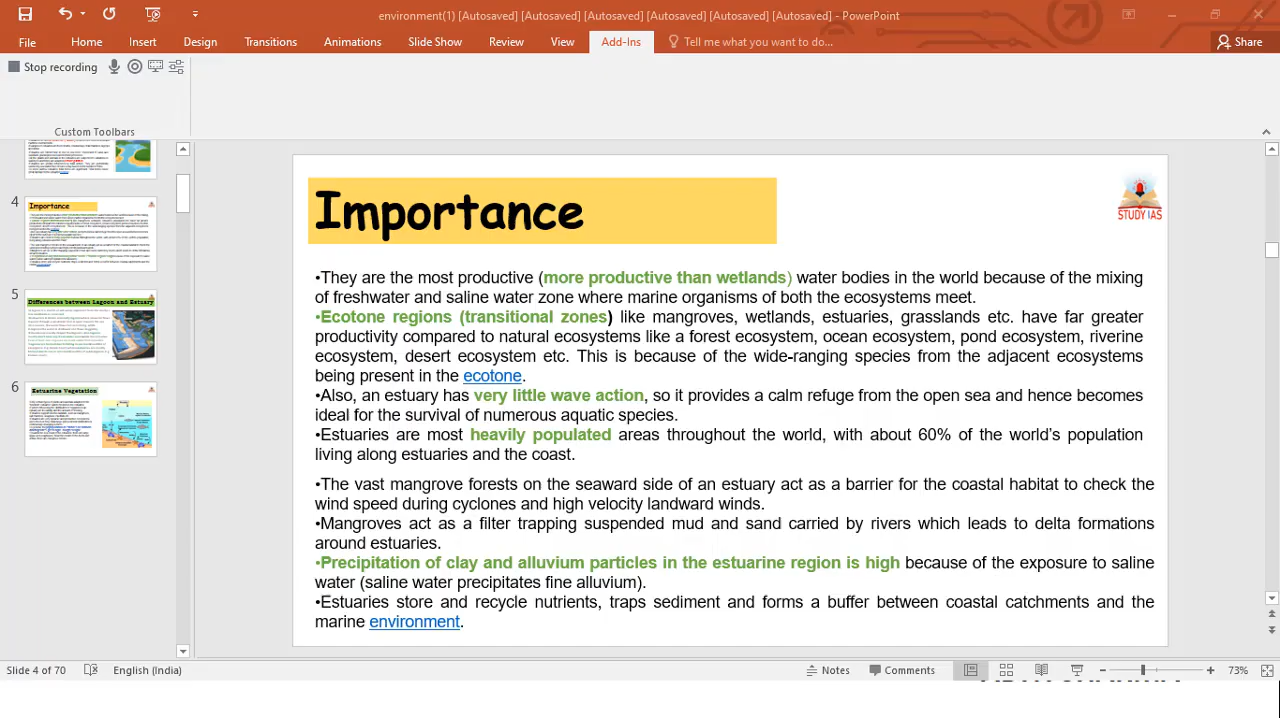 environment(1) [Autosaved] [Autosaved] [Autosaved] [Autosaved] [Autosaved] - PowerPoint
File Home Insert Design Transitions Animations Slide Show Review View Add-Ins Tell me what you want to do... Share
Stop recording
Custom Toolbars
4
Importance
5
Differences between Lagoon and Estuary
6
Estuarine Vegetation
Importance
STUDY IAS
•They are the most productive (more productive than wetlands) water bodies in the world because of the mixing
of freshwater and saline water zone where marine organisms of both the ecosystems meet.
•Ecotone regions (transitional zones) like mangroves, wetlands, estuaries, grasslands etc. have far greater
productivity compared to natural ecosystems like a forest ecosystem, ocean ecosystem, pond ecosystem, riverine
ecosystem, desert ecosystem etc. This is because of the wide-ranging species from the adjacent ecosystems
being present in the ecotone.
•Also, an estuary has very little wave action, so it provides a calm refuge from the open sea and hence becomes
ideal for the survival of numerous aquatic species.
•Estuaries are most heavily populated areas throughout the world, with about 60% of the world’s population
living along estuaries and the coast.
•The vast mangrove forests on the seaward side of an estuary act as a barrier for the coastal habitat to check the
wind speed during cyclones and high velocity landward winds.
•Mangroves act as a filter trapping suspended mud and sand carried by rivers which leads to delta formations
around estuaries.
•Precipitation of clay and alluvium particles in the estuarine region is high because of the exposure to saline
water (saline water precipitates fine alluvium).
•Estuaries store and recycle nutrients, traps sediment and forms a buffer between coastal catchments and the
marine environment.
Slide 4 of 70 English (India) Notes Comments 73%